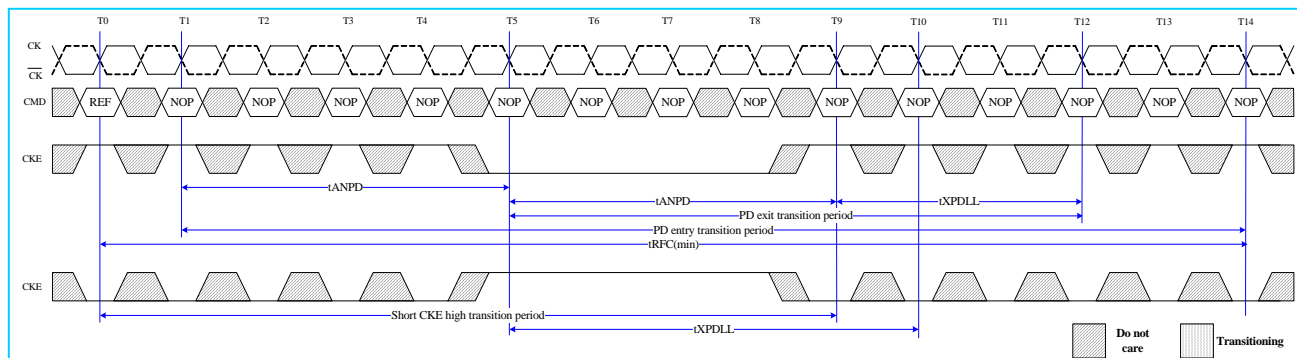 T0 T1 T2 T3 T4 T5 T6 T7 T8 T9 T10 T11 T12 T13 T14
CK
CK
CMD REF NOP NOP NOP NOP NOP NOP NOP NOP NOP NOP NOP NOP NOP NOP
CKE
tANPD
tANPD tXPDLL
PD exit transition period
PD entry transition period
tRFC(min)
CKE
Short CKE high transition period
tXPDLL
Do not care Transitioning